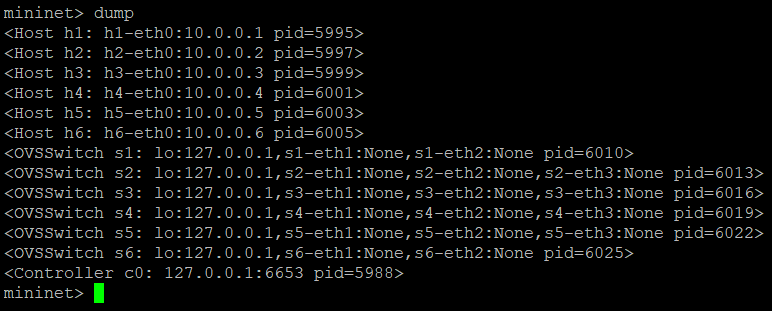 mininet> dump
<Host h1: h1-eth0:10.0.0.1 pid=5995>
<Host h2: h2-eth0:10.0.0.2 pid=5997>
<Host h3: h3-eth0:10.0.0.3 pid=5999>
<Host h4: h4-eth0:10.0.0.4 pid=6001>
<Host h5: h5-eth0:10.0.0.5 pid=6003>
<Host h6: h6-eth0:10.0.0.6 pid=6005>
<OVSSwitch s1: lo:127.0.0.1,s1-eth1:None,s1-eth2:None pid=6010>
<OVSSwitch s2: lo:127.0.0.1,s2-eth1:None,s2-eth2:None,s2-eth3:None pid=6013>
<OVSSwitch s3: lo:127.0.0.1,s3-eth1:None,s3-eth2:None,s3-eth3:None pid=6016>
<OVSSwitch s4: lo:127.0.0.1,s4-eth1:None,s4-eth2:None,s4-eth3:None pid=6019>
<OVSSwitch s5: lo:127.0.0.1,s5-eth1:None,s5-eth2:None,s5-eth3:None pid=6022>
<OVSSwitch s6: lo:127.0.0.1,s6-eth1:None,s6-eth2:None pid=6025>
<Controller c0: 127.0.0.1:6653 pid=5988>
mininet>